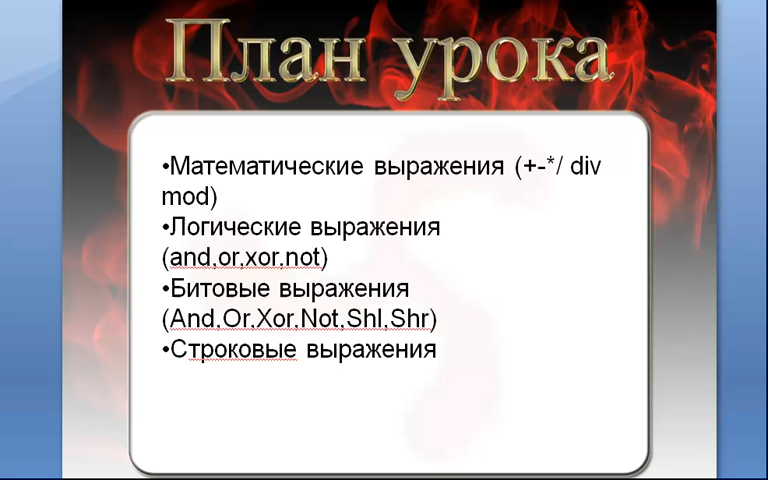 План урока
•Математические выражения (+-*/ div
mod)
•Логические выражения
(and,or,xor,not)
•Битовые выражения
(And,Or,Xor,Not,Shl,Shr)
•Строковые выражения